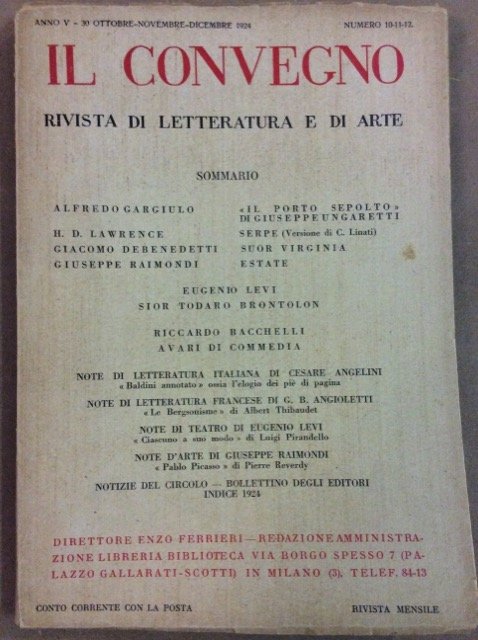 ANNO V - 30 OTTOBRE-NOVEMBRE-DICEMBRE 1924 NUMERO 10-11-12.
IL CONVEGNO
RIVISTA DI LETTERATURA E DI ARTE
SOMMARIO
ALFREDO GARGIULO «IL PORTO SEPOLTO»
DI GIUSEPPE UNGARETTI
H. D. LAWRENCE SERPE (Versione di C. Linati)
GIACOMO DEBENEDETTI SUOR VIRGINIA
GIUSEPPE RAIMONDI ESTATE
EUGENIO LEVI
SIOR TODARO BRONTOLON
RICCARDO BACCHELLI
AVARI DI COMMEDIA
NOTE DI LETTERATURA ITALIANA DI CESARE ANGELINI
«Baldini annotato» ossia l'elogio dei piè di pagina
NOTE DI LETTERATURA FRANCESE DI G. B. ANGIOLETTI
«Le Bergsonisme» di Albert Thibaudet
NOTE DI TEATRO DI EUGENIO LEVI
«Ciascuno a suo modo» di Luigi Pirandello
NOTE D'ARTE DI GIUSEPPE RAIMONDI
«Pablo Picasso» di Pierre Reverdy
NOTIZIE DEL CIRCOLO — BOLLETTINO DEGLI EDITORI
INDICE 1924
DIRETTORE ENZO FERRIERI — REDAZIONE AMMINISTRA-
ZIONE LIBRERIA BIBLIOTECA VIA BORGO SPESSO 7 (PA-
LAZZO GALLARATI-SCOTTI) IN MILANO (3), TELEF. 84-13
CONTO CORRENTE CON LA POSTA RIVISTA MENSILE